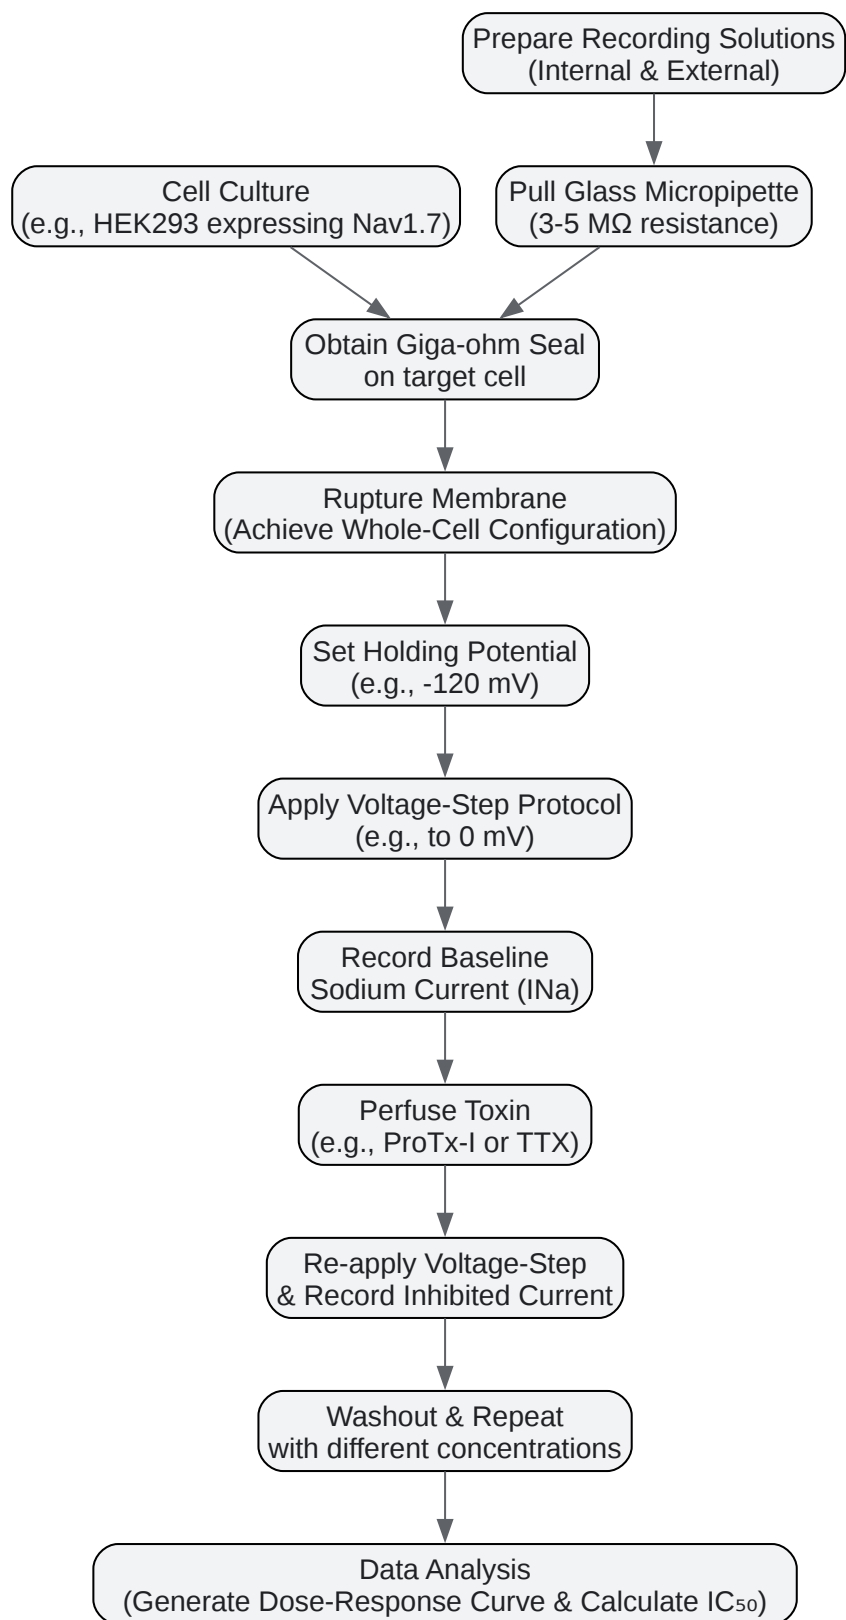 Prepare Recording Solutions
(Internal & External)
Cell Culture
(e.g., HEK293 expressing Nav1.7)
Pull Glass Micropipette
(3-5 MΩ resistance)
Obtain Giga-ohm Seal
on target cell
Rupture Membrane
(Achieve Whole-Cell Configuration)
Set Holding Potential
(e.g., -120 mV)
Apply Voltage-Step Protocol
(e.g., to 0 mV)
Record Baseline
Sodium Current (INa)
Perfuse Toxin
(e.g., ProTx-I or TTX)
Re-apply Voltage-Step
& Record Inhibited Current
Washout & Repeat
with different concentrations
Data Analysis
(Generate Dose-Response Curve & Calculate IC₅₀)